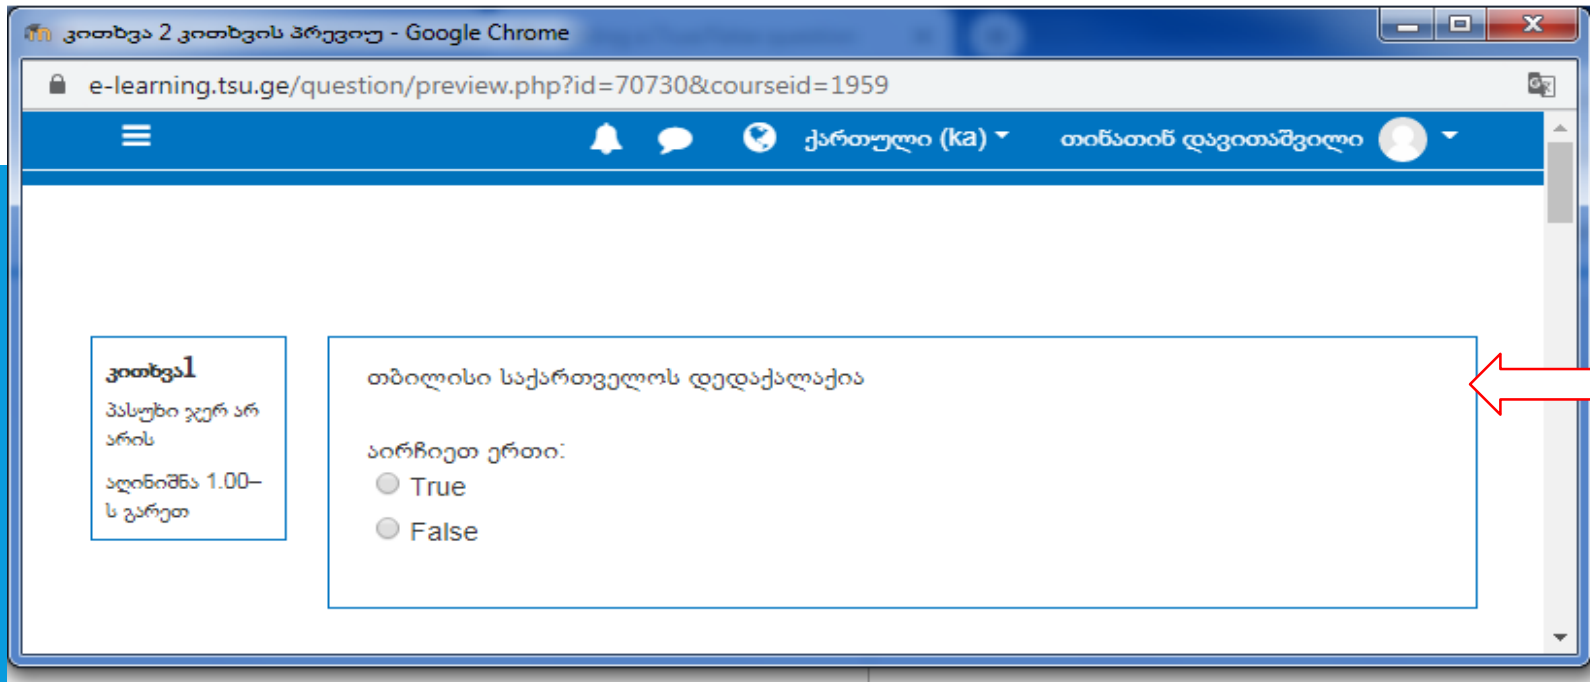 კითხვა 2 კითხვის პრევიუ - Google Chrome
e-learning.tsu.ge/question/preview.php?id=70730&courseid=1959
ქართული (ka) თინათინ დავითაშვილი
კითხვა1
პასუხი ჯერ არ
არის
აღინიშნა 1.00–
ს გარეთ
თბილისი საქართველოს დედაქალაქია
აირჩიეთ ერთი:
True
False